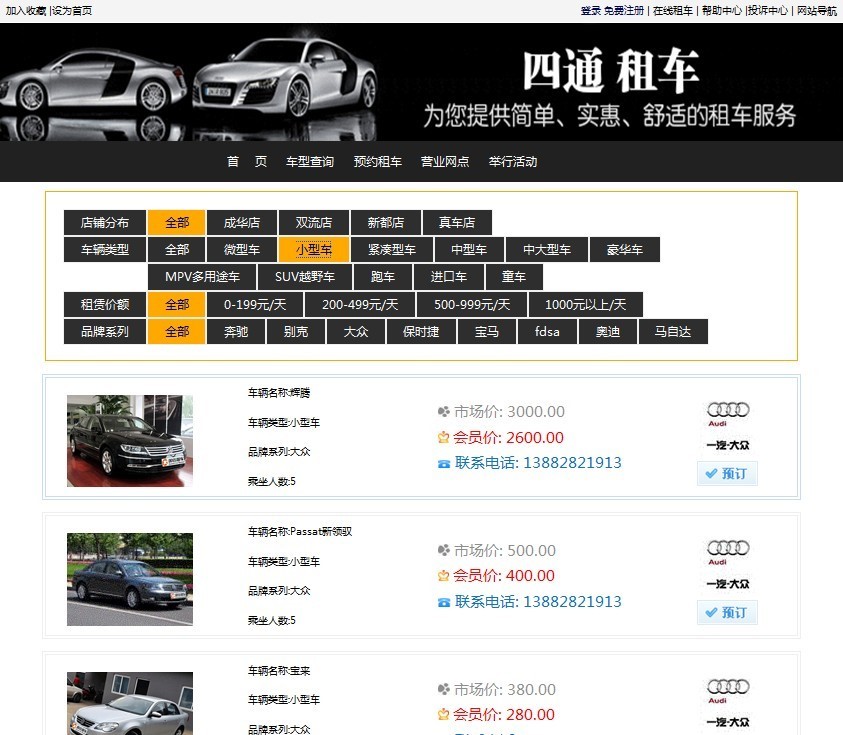 加入收藏 |设为首页
登录 免费注册 | 在线租车 | 帮助中心 |投诉中心 | 网站导航
四通 租车
为您提供简单、实惠、舒适的租车服务
首 页 车型查询 预约租车 营业网点 举行活动
店铺分布 全部 成华店 双流店 新都店 真车店
车辆类型 全部 微型车 小型车 紧凑型车 中型车 中大型车 豪华车
MPV多用途车 SUV越野车 跑车 进口车 童车
租赁价额 全部 0-199元/天 200-499元/天 500-999元/天 1000元以上/天
品牌系列 全部 奔驰 别克 大众 保时捷 宝马 fdsa 奥迪 马自达
车辆名称:辉腾
车辆类型:小型车
品牌系列:大众
乘坐人数:5
市场价: 3000.00
会员价: 2600.00
联系电话: 13882821913
Audi
一汽-大众
预订
车辆名称:Passat新领驭
车辆类型:小型车
品牌系列:大众
乘坐人数:5
市场价: 500.00
会员价: 400.00
联系电话: 13882821913
Audi
一汽-大众
预订
车辆名称:宝来
车辆类型:小型车
品牌系列:大众
市场价: 380.00
会员价: 280.00
Audi
一汽-大众